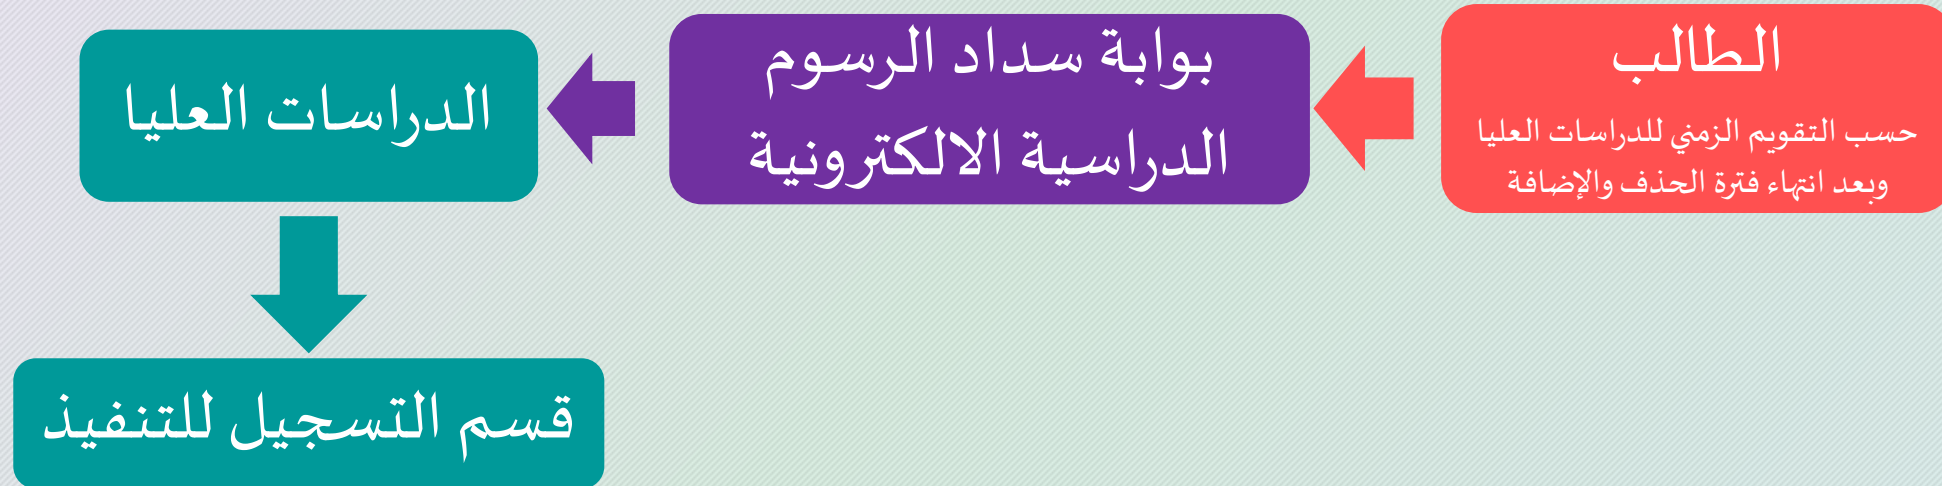 الطالب
حسب التقويم الزمني للدراسات العليا
وبعد انتهاء فترة الحذف والإضافة
بوابة سداد الرسوم
الدراسية الالكترونية
الدراسات العليا
قسم التسجيل للتنفيذ